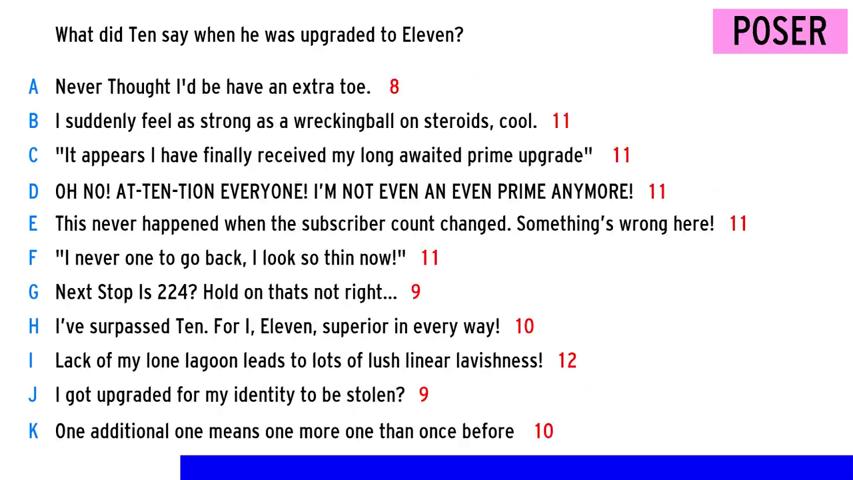 What did Ten say when he was upgraded to Eleven?
POSER
A Never Thought I'd be have an extra toe. 8
B I suddenly feel as strong as a wreckingball on steroids, cool. 11
C "It appears I have finally received my long awaited prime upgrade" 11
D OH NO! AT-TEN-TION EVERYONE! I'M NOT EVEN AN EVEN PRIME ANYMORE! 11
E This never happened when the subscriber count changed. Something's wrong here! 11
F "I never one to go back, I look so thin now!" 11
G Next Stop Is 224? Hold on thats not right... 9
H I've surpassed Ten. For I, Eleven, superior in every way! 10
I Lack of my lone lagoon leads to lots of lush linear lavishness! 12
J I got upgraded for my identity to be stolen? 9
K One additional one means one more one than once before 10